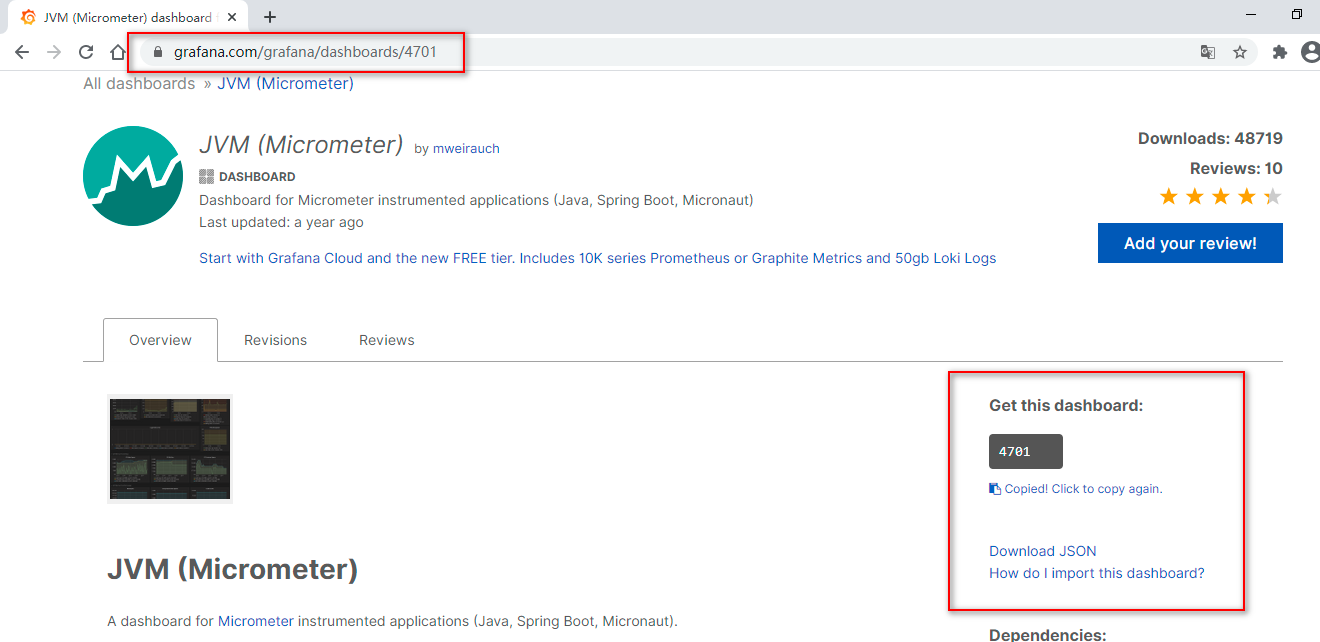 JVM (Micrometer) dashboard
grafana.com/grafana/dashboards/4701
All dashboards » JVM (Micrometer)
JVM (Micrometer) by mweirauch
DASHBOARD
Dashboard for Micrometer instrumented applications (Java, Spring Boot, Micronaut)
Last updated: a year ago
Start with Grafana Cloud and the new FREE tier. Includes 10K series Prometheus or Graphite Metrics and 50gb Loki Logs
Downloads: 48719
Reviews: 10
Add your review!
Overview Revisions Reviews
Get this dashboard:
4701
Copied! Click to copy again.
Download JSON
How do I import this dashboard?
Dependencies:
JVM (Micrometer)
A dashboard for Micrometer instrumented applications (Java, Spring Boot, Micronaut).